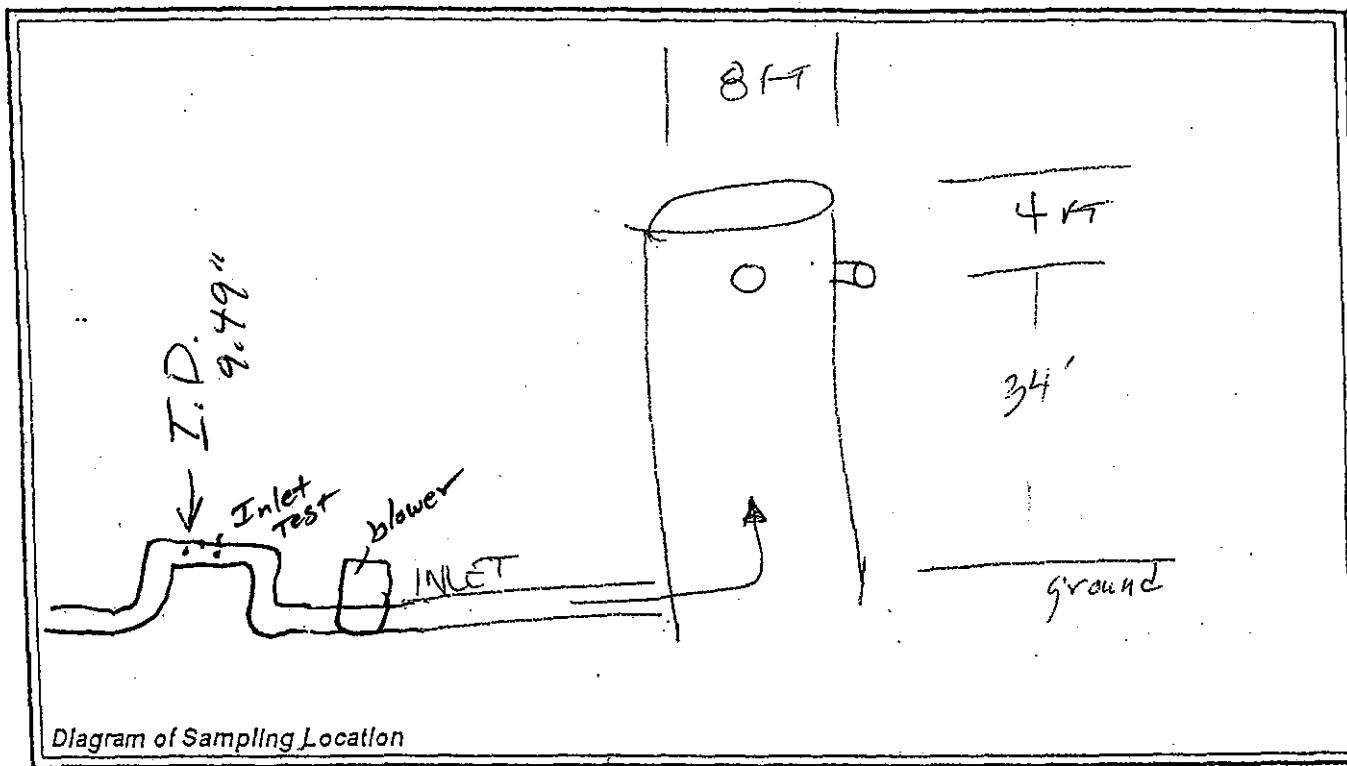 8 FT
4 FT
I.D.
9.49"
34'
Inlet
Test
blower
INLET
ground
Diagram of Sampling Location